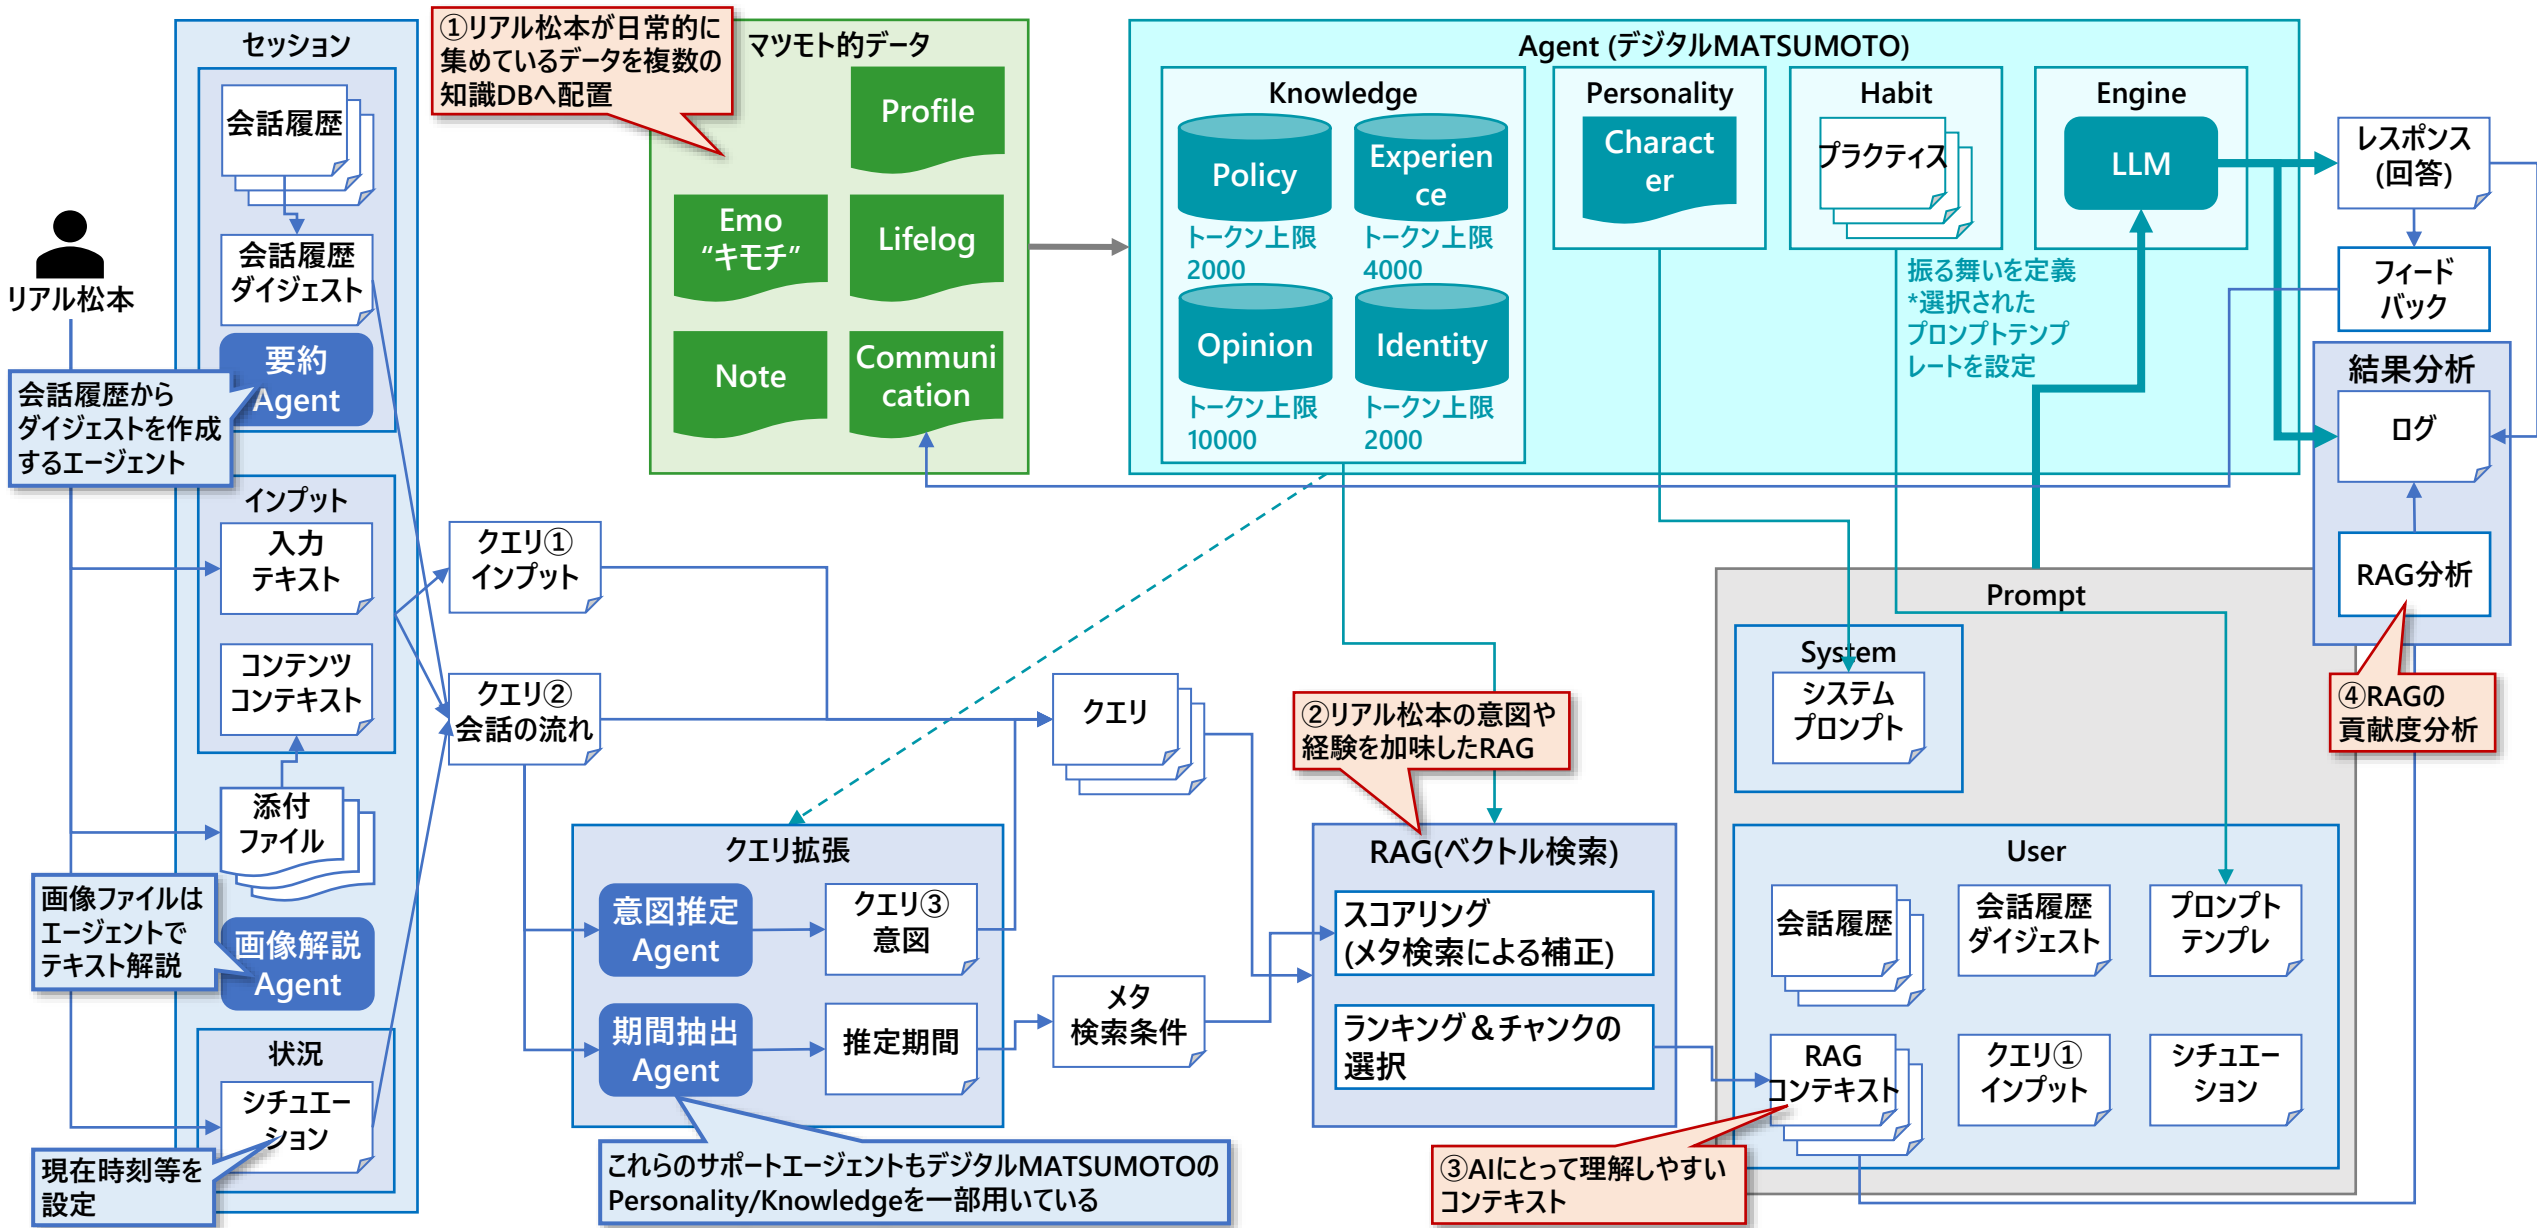 リアル松本
セッション
会話履歴
会話履歴
ダイジェスト
要約
Agent
会話履歴から
ダイジェストを作成
するエージェント
インプット
入力
テキスト
コンテンツ
コンテキスト
添付
ファイル
画像ファイルは
エージェントで
テキスト解説
画像解説
Agent
状況
シチュエー
ション
現在時刻等を
設定
①リアル松本が日常的に
集めているデータを複数の
知識DBへ配置
マツモト的データ
Profile
Emo
“キモチ”
Lifelog
Note
Communi
cation
クエリ①
インプット
クエリ②
会話の流れ
クエリ拡張
意図推定
Agent
クエリ③
意図
期間抽出
Agent
推定期間
これらのサポートエージェントもデジタルMATSUMOTOの
Personality/Knowledgeを一部用いている
クエリ
メタ
検索条件
Agent (デジタルMATSUMOTO)
Knowledge
Policy
トークン上限
2000
Experien
ce
トークン上限
4000
Opinion
トークン上限
10000
Identity
トークン上限
2000
Personality
Charact
er
Habit
プラクティス
振る舞いを定義
*選択された
プロンプトテンプ
レートを設定
Engine
LLM
②リアル松本の意図や
経験を加味したRAG
RAG(ベクトル検索)
スコアリング
(メタ検索による補正)
ランキング＆チャンクの
選択
Prompt
System
システム
プロンプト
User
会話履歴
会話履歴
ダイジェスト
プロンプト
テンプレ
RAG
コンテキスト
クエリ①
インプット
シチュエー
ション
③AIにとって理解しやすい
コンテキスト
レスポンス
(回答)
フィード
バック
結果分析
ログ
RAG分析
④RAGの
貢献度分析